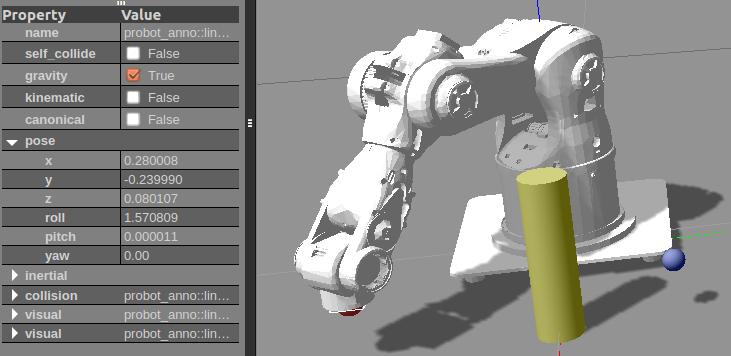 Property Value
name probot_anno::lin...
self_collide False
gravity True
kinematic False
canonical False
pose
x 0.280008
y -0.239990
z 0.080107
roll 1.570809
pitch 0.000011
yaw 0.00
inertial
collision probot_anno::lin...
visual probot_anno::lin...
visual probot_anno::lin...